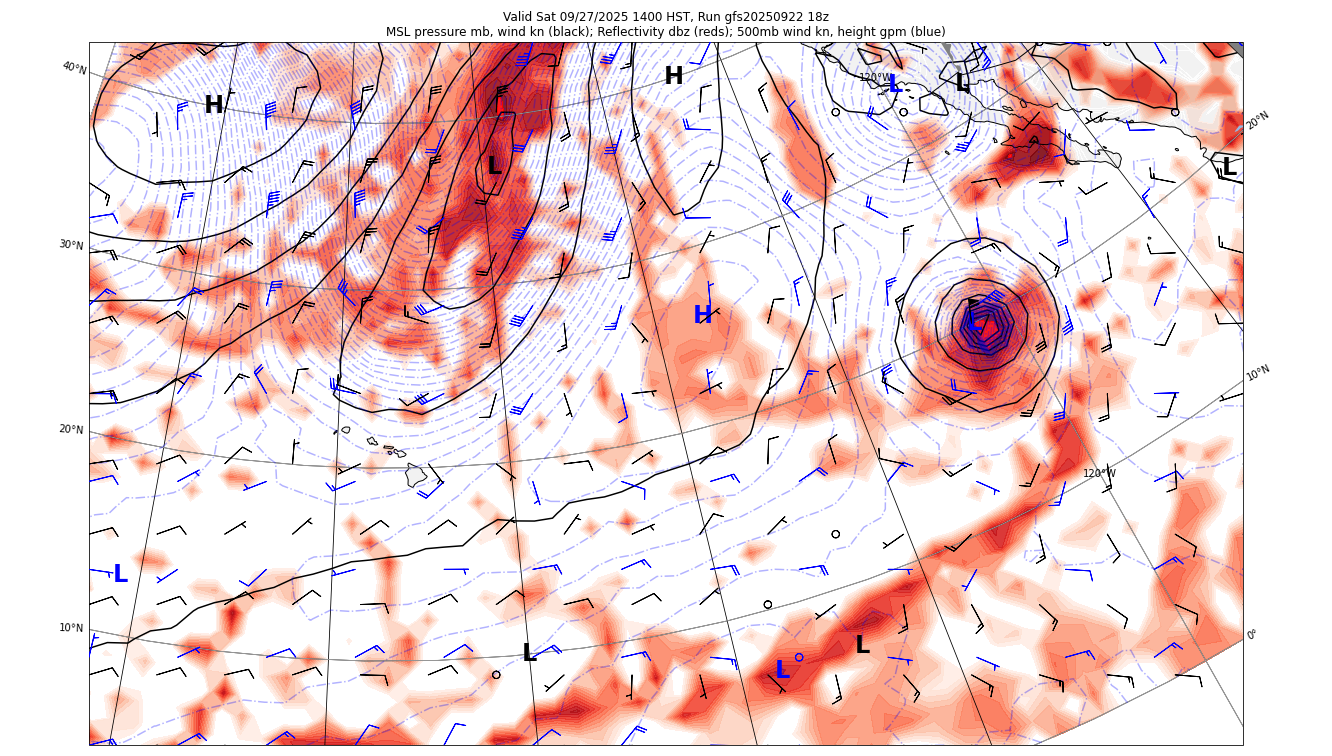 Valid Sat 09/27/2025 1400 HST, Run gfs20250922 18z
MSL pressure mb, wind kn (black); Reflectivity dbz (reds); 500mb wind kn, height gpm (blue)
40°N
H
H
120°W
L
L
20°N
L
L
30°N
H
L
10°N
20°N
120°W
L
10°N
L
L
L
0°